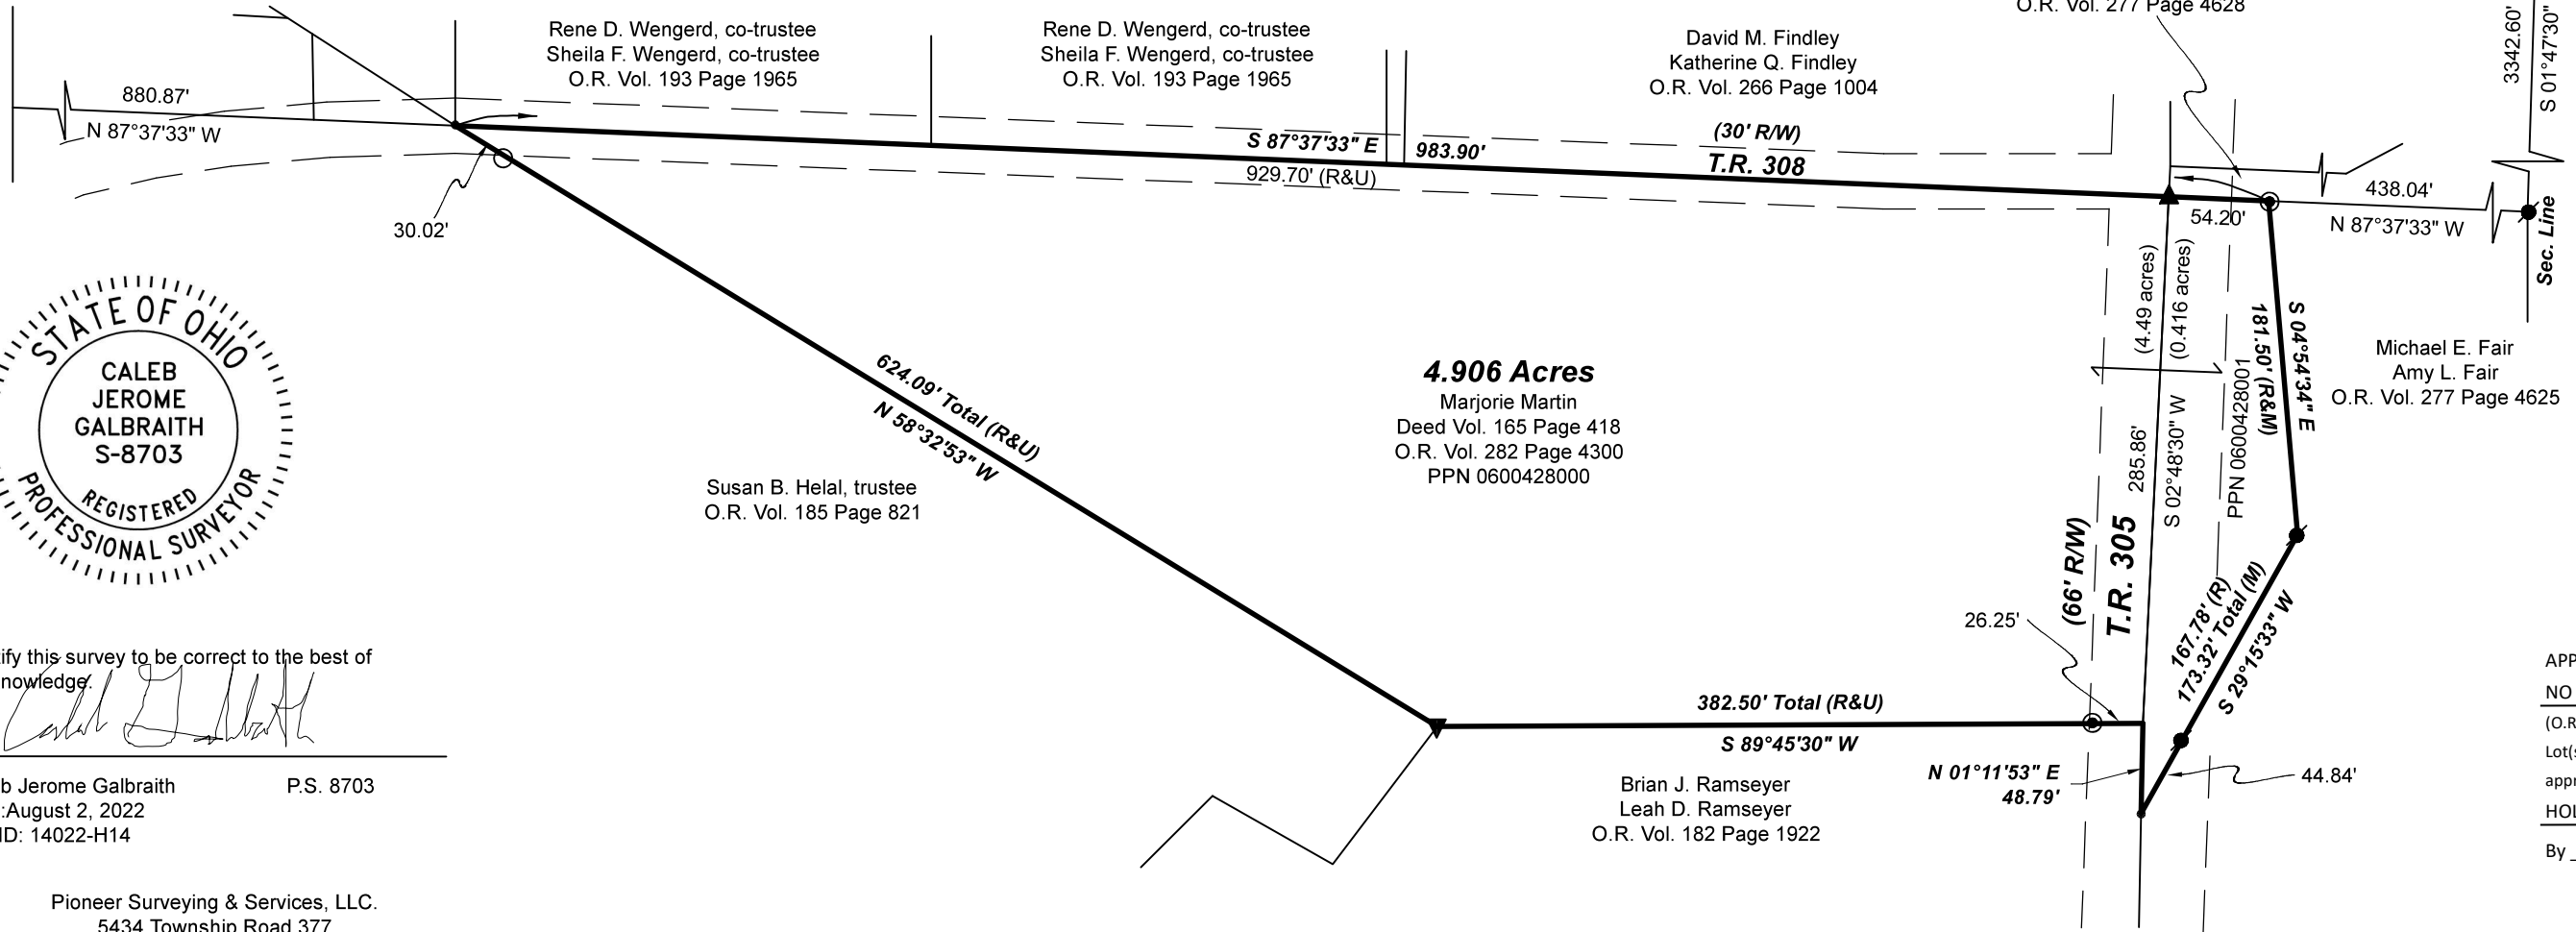 O.R. Vol. 277 Page 4628
Rene D. Wengerd, co-trustee
Sheila F. Wengerd, co-trustee
O.R. Vol. 193 Page 1965
Rene D. Wengerd, co-trustee
Sheila F. Wengerd, co-trustee
O.R. Vol. 193 Page 1965
David M. Findley
Katherine Q. Findley
O.R. Vol. 266 Page 1004
3342.60'
S 01°47'30"
880.87'
N 87°37'33" W
S 87°37'33" E
983.90'
(30' R/W)
T.R. 308
929.70' (R&U)
30.02'
54.20'
438.04'
N 87°37'33" W
Sec. Line
(4.49 acres)
(0.416 acres)
S 04°54'34" E
181.50' (R&M)
Michael E. Fair
Amy L. Fair
O.R. Vol. 277 Page 4625
STATE OF OHIO
CALEB
JEROME
GALBRAITH
S-8703
REGISTERED
PROFESSIONAL SURVEYOR
624.09' Total (R&U)
N 58°32'53" W
4.906 Acres
Marjorie Martin
Deed Vol. 165 Page 418
O.R. Vol. 282 Page 4300
PPN 0600428000
Susan B. Helal, trustee
O.R. Vol. 185 Page 821
285.86'
S 02°48'30" W
PPN 0600428001
(66' R/W)
T.R. 305
26.25'
167.78' (R)
173.32' Total (M)
S 29°15'33" W
382.50' Total (R&U)
S 89°45'30" W
N 01°11'53" E
48.79'
44.84'
Brian J. Ramseyer
Leah D. Ramseyer
O.R. Vol. 182 Page 1922
tify this survey to be correct to the best of
nowledge.
b Jerome Galbraith P.S. 8703
:August 2, 2022
ID: 14022-H14
Pioneer Surveying & Services, LLC.
5434 Township Road 377
APP
NO
(O.R
Lot(s
appr
HOL
By